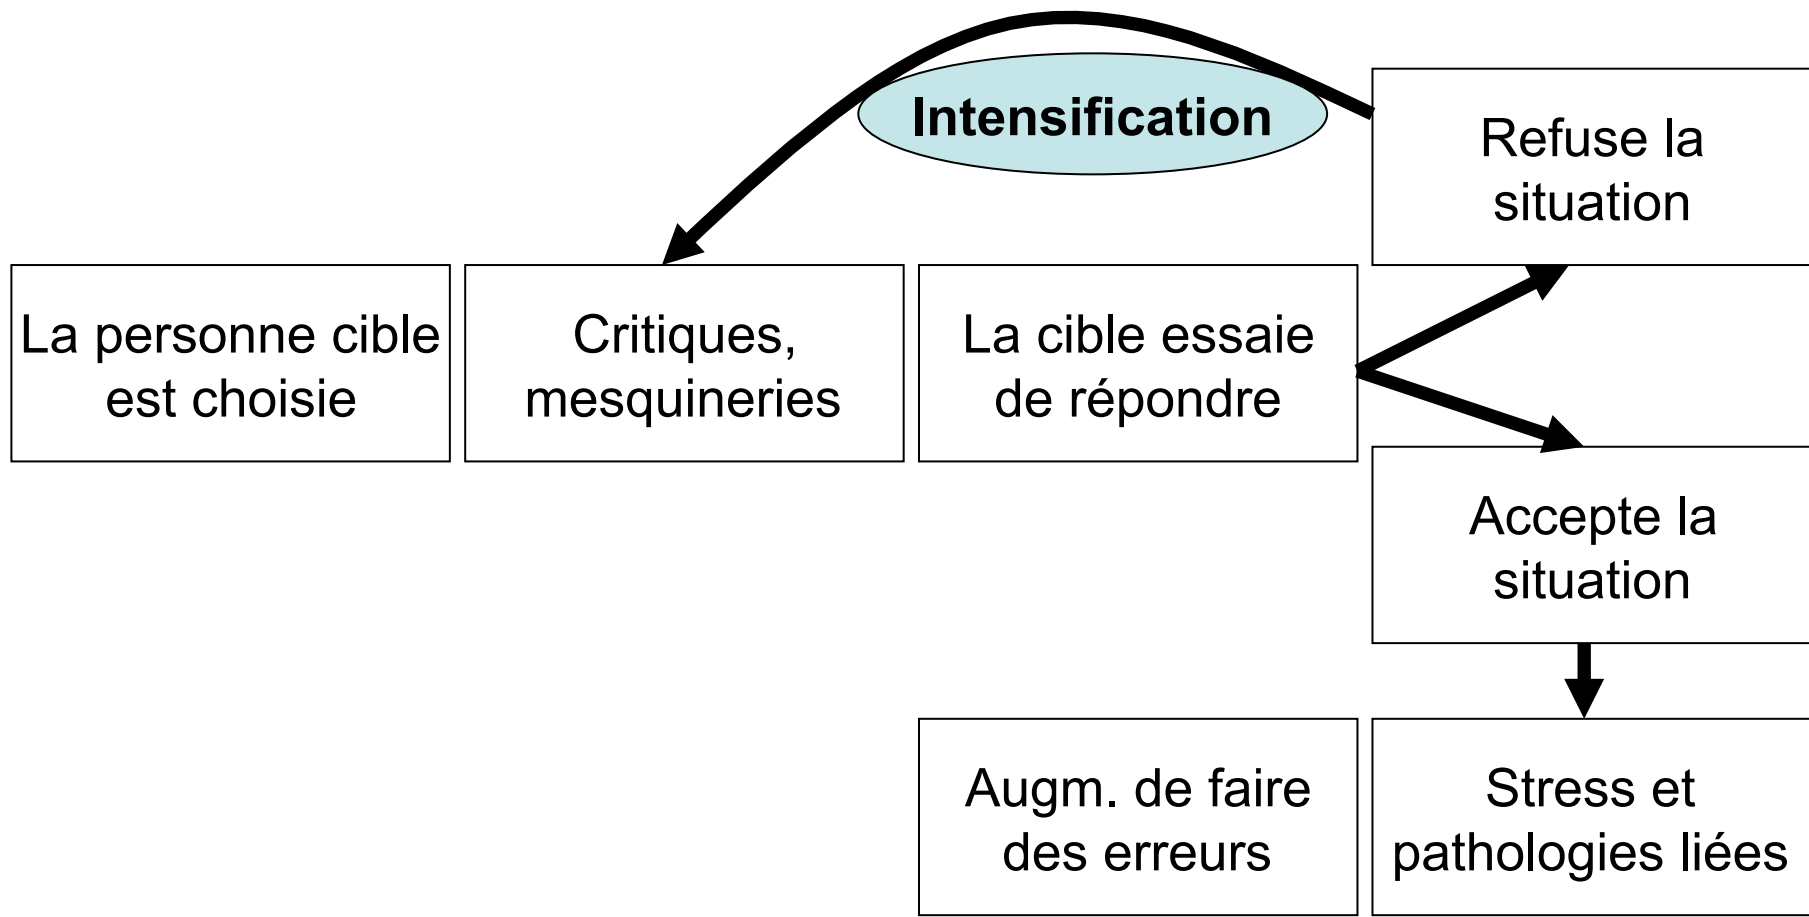 Intensification
Refuse la
situation
La personne cible
est choisie
Critiques,
mesquineries
La cible essaie
de répondre
Accepte la
situation
Augm. de faire
des erreurs
Stress et
pathologies liées